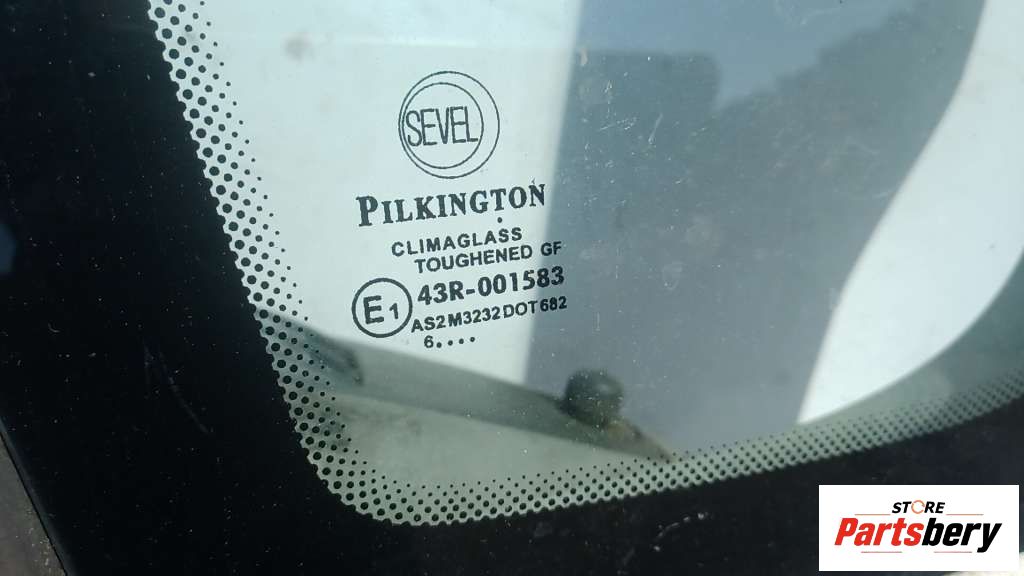 SEVEL
PILKINGTON
CLIMAGLASS
TOUGHENED GF
E1 43R-001583
AS2 M3232 DOT 682
6....
STORE
Partsbery